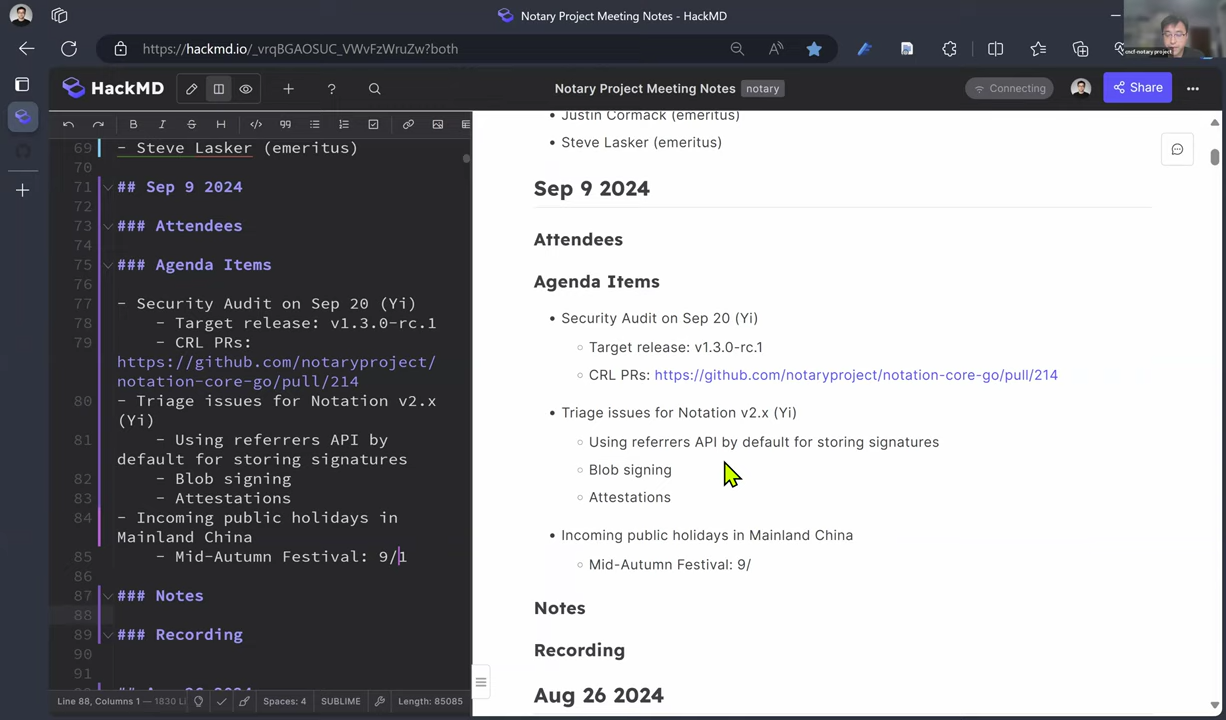 Notary Project Meeting Notes - HackMD
https://hackmd.io/_vrqBGAOSUC_VWvFzWruZw?both
cncf-notary project
HackMD
Notary Project Meeting Notes notary
Connecting
Share
69 - Steve Lasker (emeritus)
70
71 ## Sep 9 2024
72
73 ### Attendees
74
75 ### Agenda Items
76
77 - Security Audit on Sep 20 (Yi)
78 - Target release: v1.3.0-rc.1
79 - CRL PRs:
https://github.com/notaryproject/
notation-core-go/pull/214
80 - Triage issues for Notation v2.x
(Yi)
81 - Using referrers API by
default for storing signatures
82 - Blob signing
83 - Attestations
84 - Incoming public holidays in
Mainland China
85 - Mid-Autumn Festival: 9/1
86
87 ### Notes
88
89 ### Recording
90
91
Line 88, Columns 1 — 1830 Li
Spaces: 4
SUBLIME
Length: 85085
Justin Cormack (emeritus)
Steve Lasker (emeritus)
Sep 9 2024
Attendees
Agenda Items
Security Audit on Sep 20 (Yi)
Target release: v1.3.0-rc.1
CRL PRs: https://github.com/notaryproject/notation-core-go/pull/214
Triage issues for Notation v2.x (Yi)
Using referrers API by default for storing signatures
Blob signing
Attestations
Incoming public holidays in Mainland China
Mid-Autumn Festival: 9/
Notes
Recording
Aug 26 2024